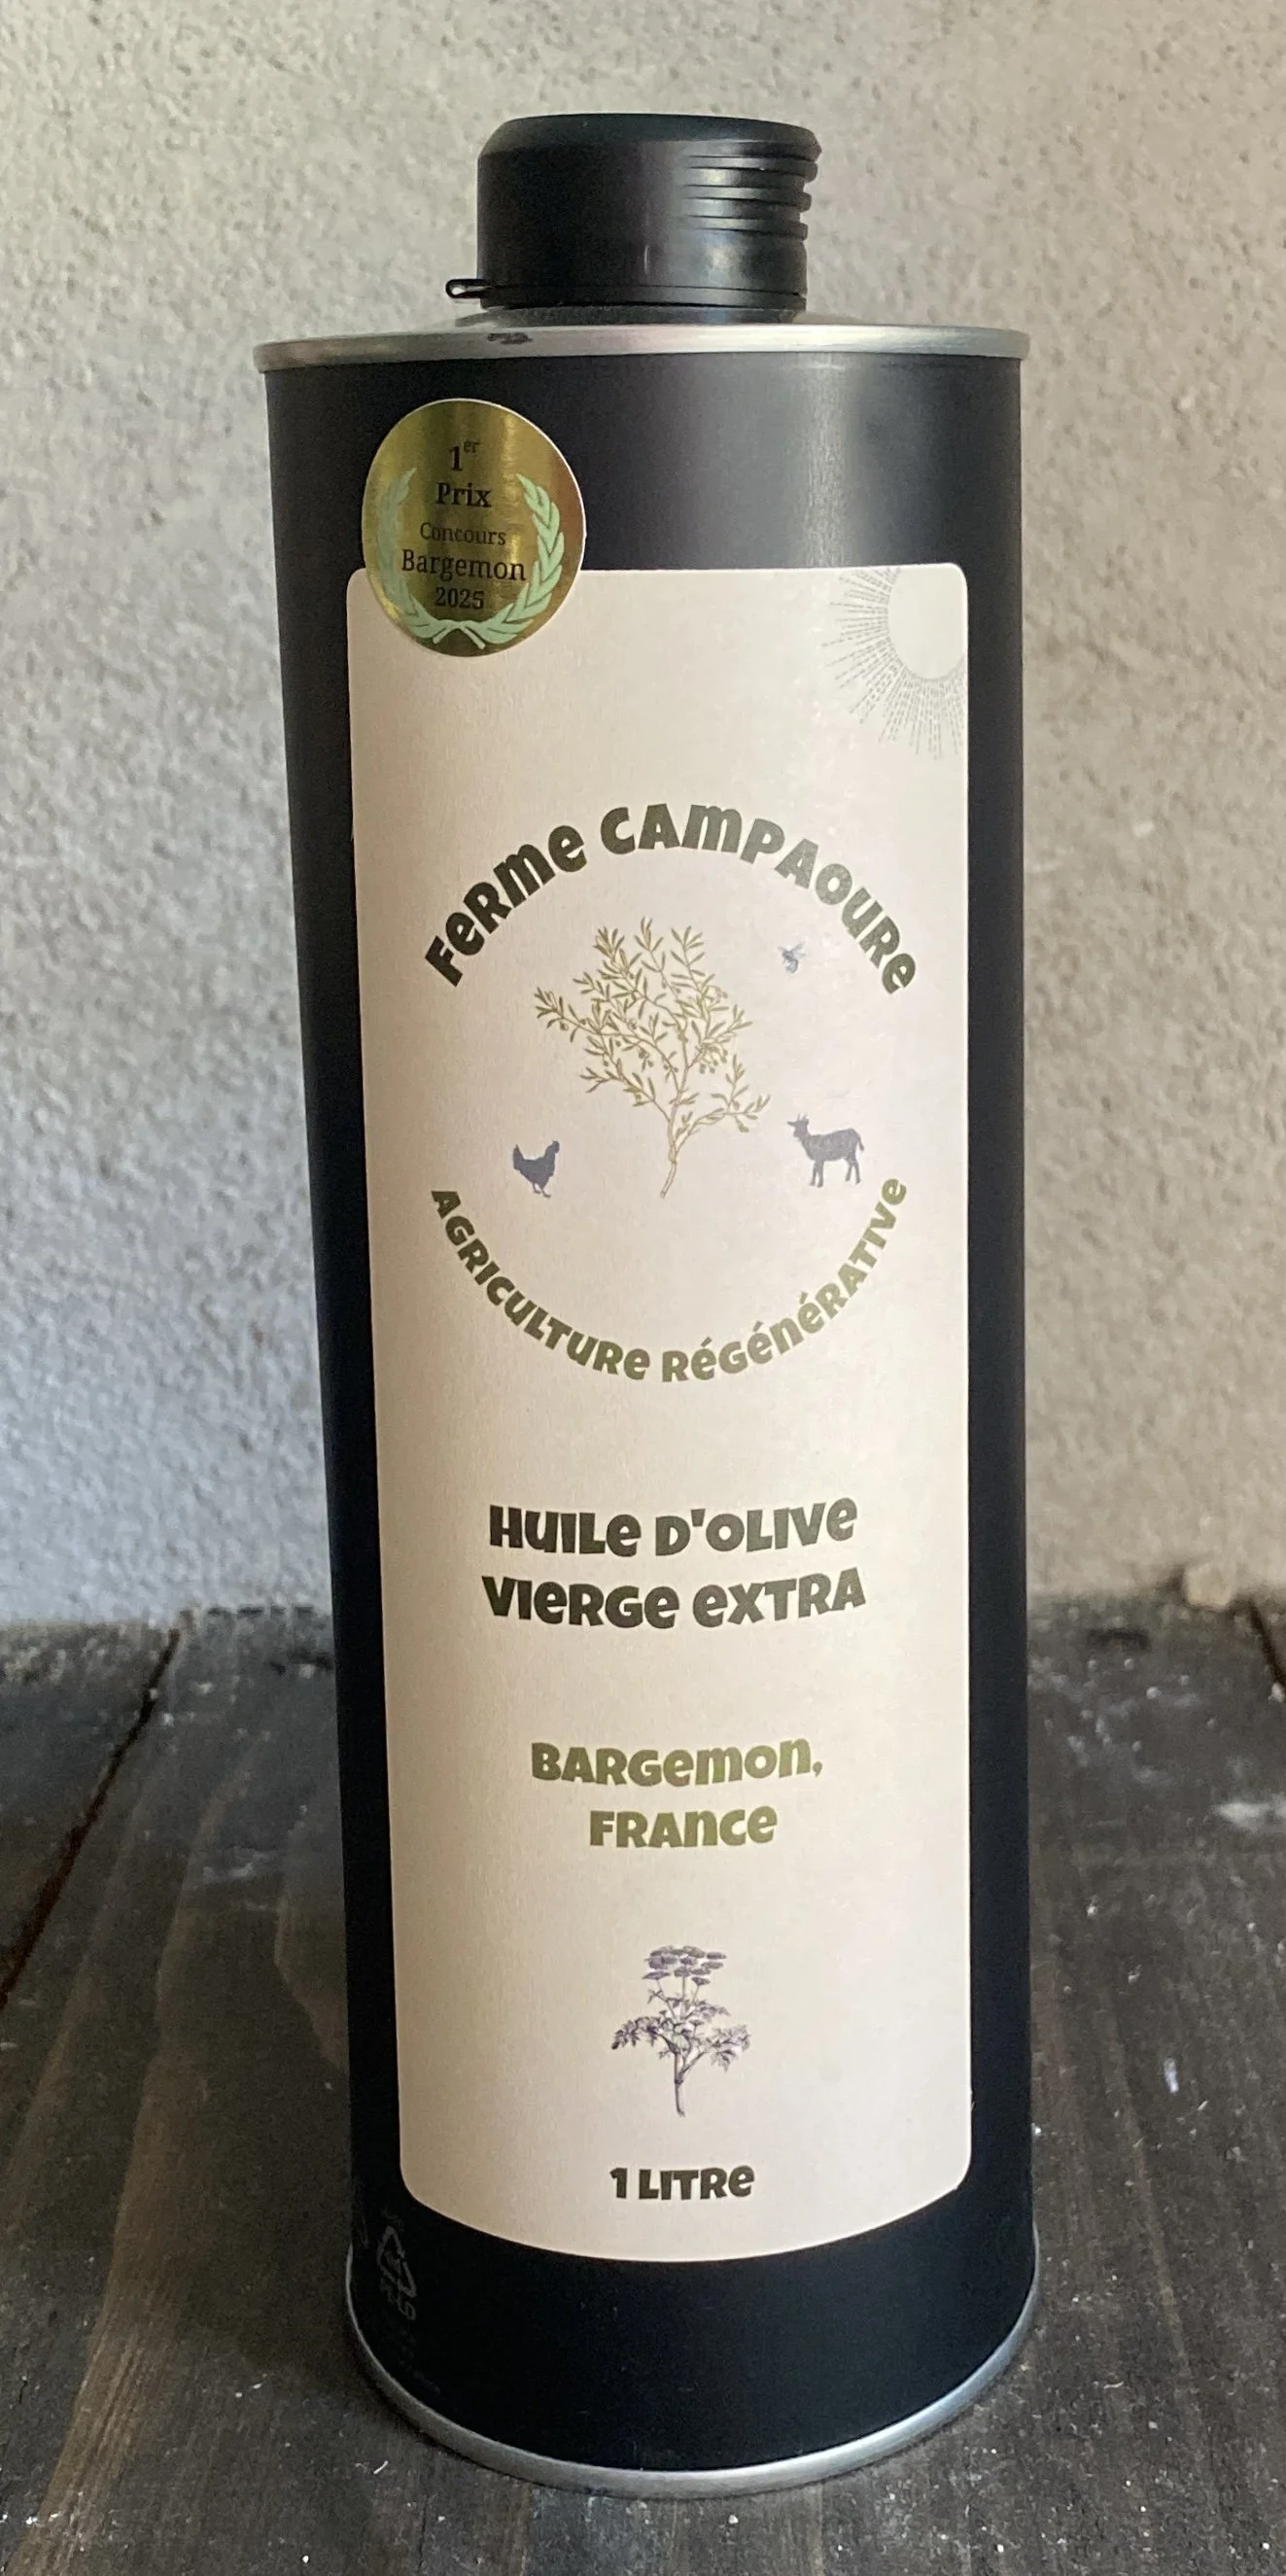 1er
Prix
Concours
Bargemon
2025
FERME CAMPAOURE
AGRICULTURE RÉGÉNÉRATIVE
HUILE D'OLIVE
VIERGE EXTRA
BARGEMON,
FRANCE
1 LITRE